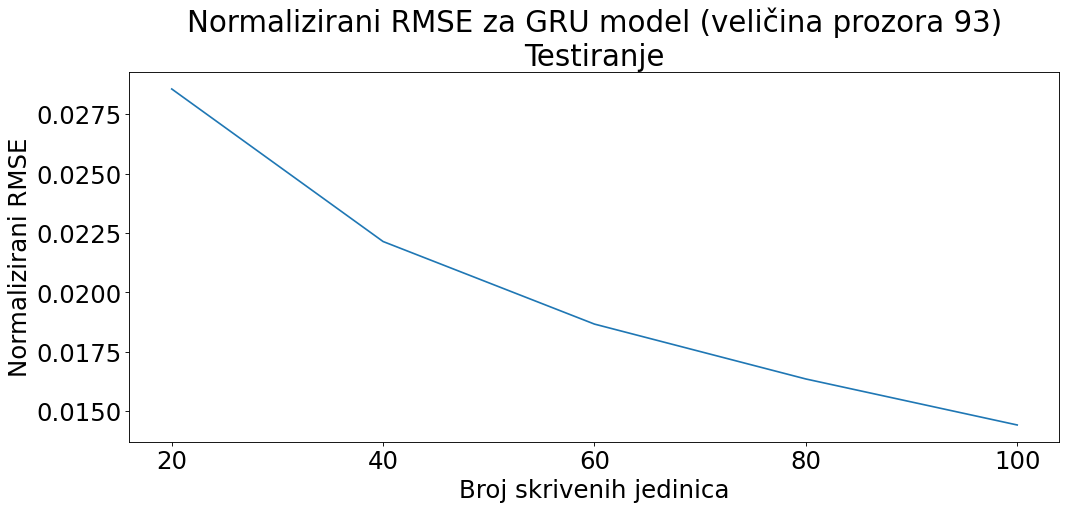 Normalizirani RMSE za GRU model (veličina prozora 93)
Testiranje
Normalizirani RMSE
0.0275
0.0250
0.0225
0.0200
0.0175
0.0150
20 40 60 80 100
Broj skrivenih jedinica